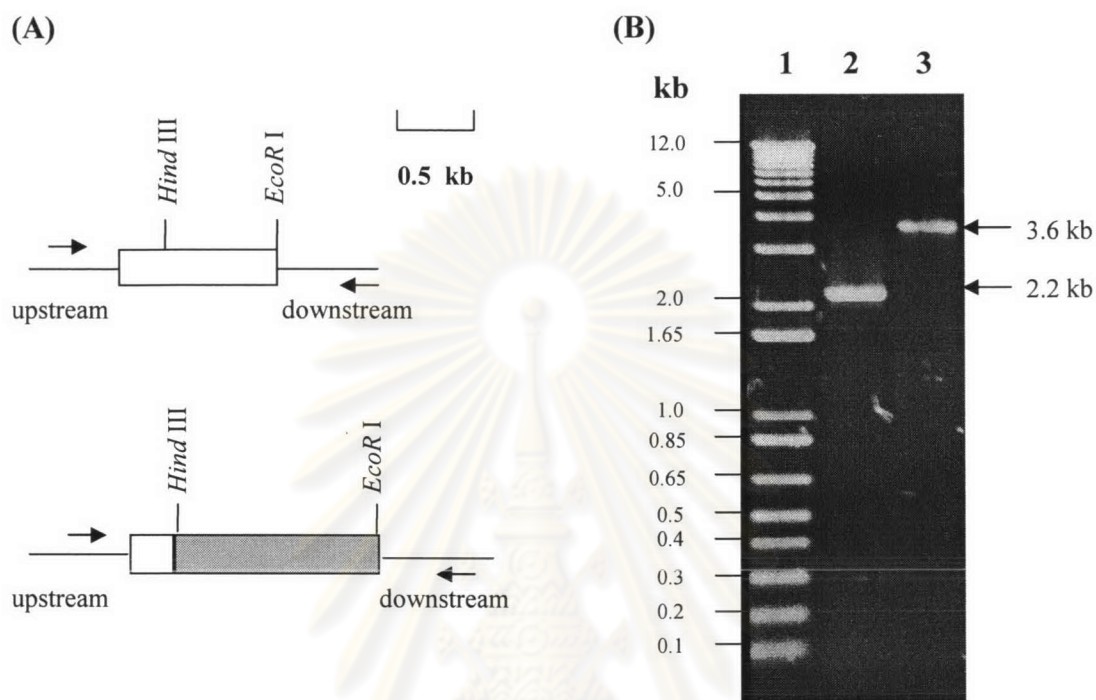 (A)
Hind III
EcoR I
0.5 kb
upstream
downstream
Hind III
EcoR I
upstream
downstream
(B)
1 2 3
kb
12.0
5.0
3.6 kb
2.2 kb
2.0
1.65
1.0
0.85
0.65
0.5
0.4
0.3
0.2
0.1